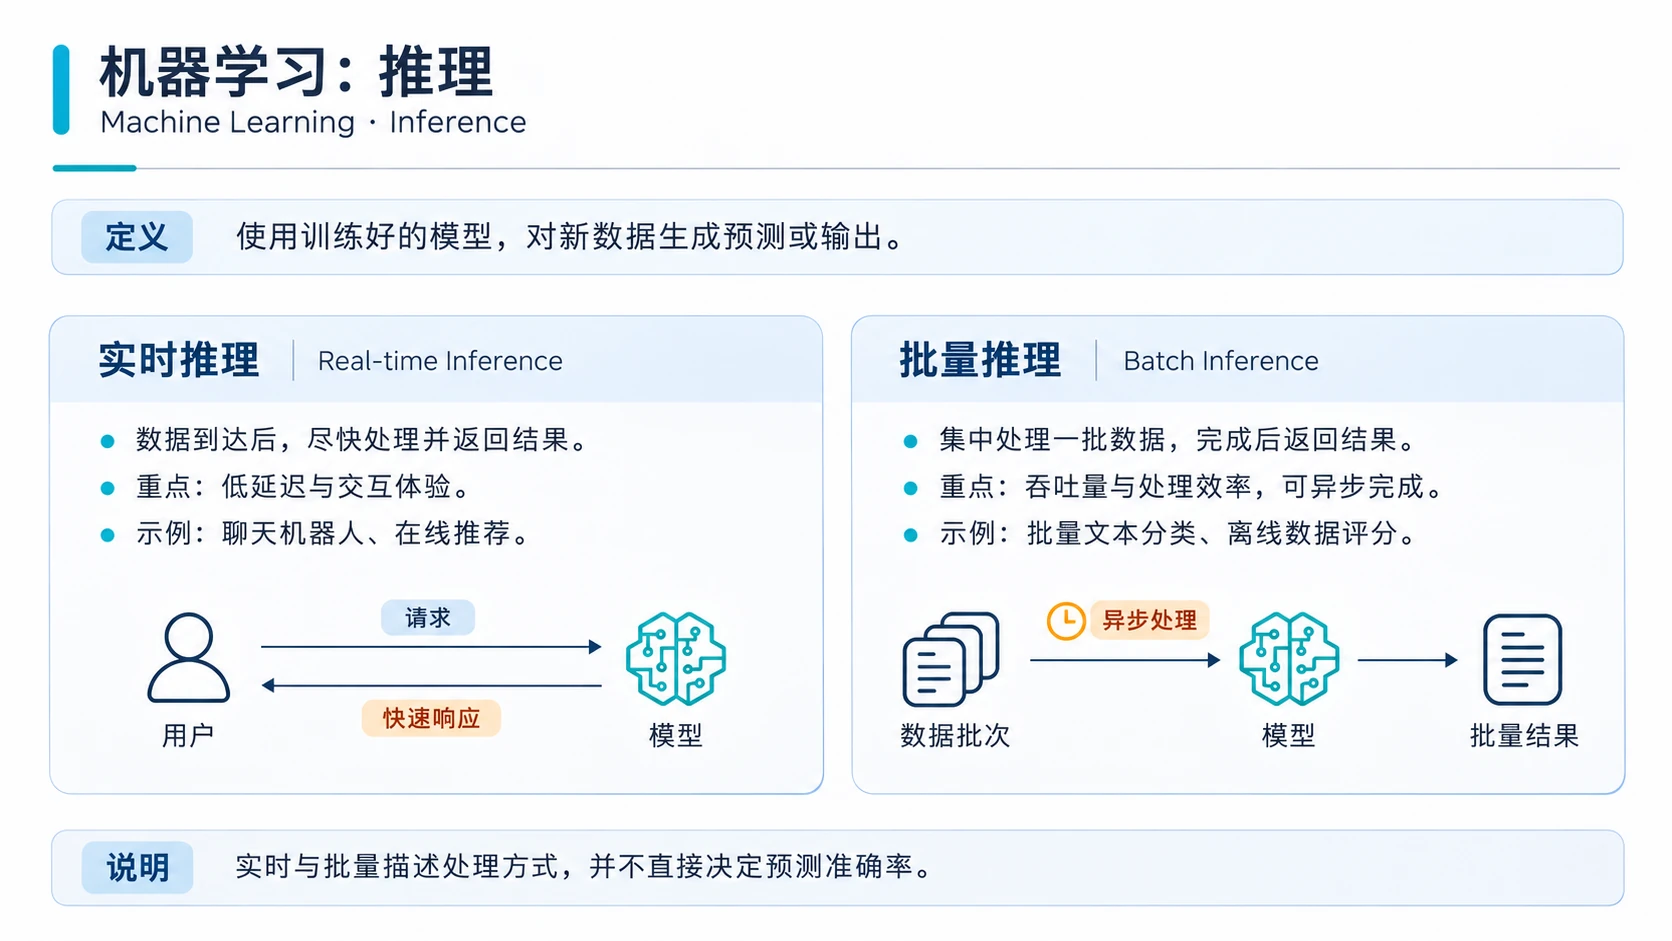 机器学习：推理
Machine Learning · Inference
定义
使用训练好的模型，对新数据生成预测或输出。
实时推理
Real-time Inference
数据到达后，尽快处理并返回结果。
重点：低延迟与交互体验。
示例：聊天机器人、在线推荐。
请求
快速响应
用户
模型
批量推理
Batch Inference
集中处理一批数据，完成后返回结果。
重点：吞吐量与处理效率，可异步完成。
示例：批量文本分类、离线数据评分。
异步处理
数据批次
模型
批量结果
说明
实时与批量描述处理方式，并不直接决定预测准确率。